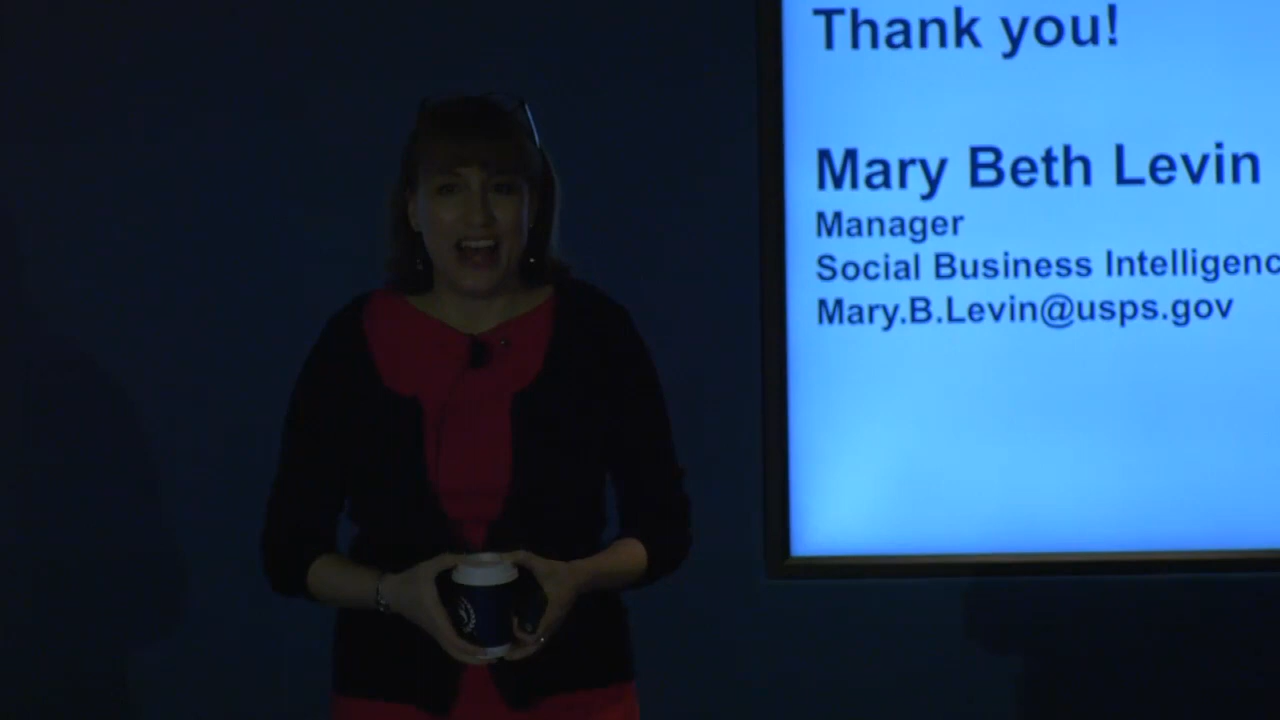 Thank you!
Mary Beth Levin
Manager
Social Business Intelligenc
Mary.B.Levin@usps.gov